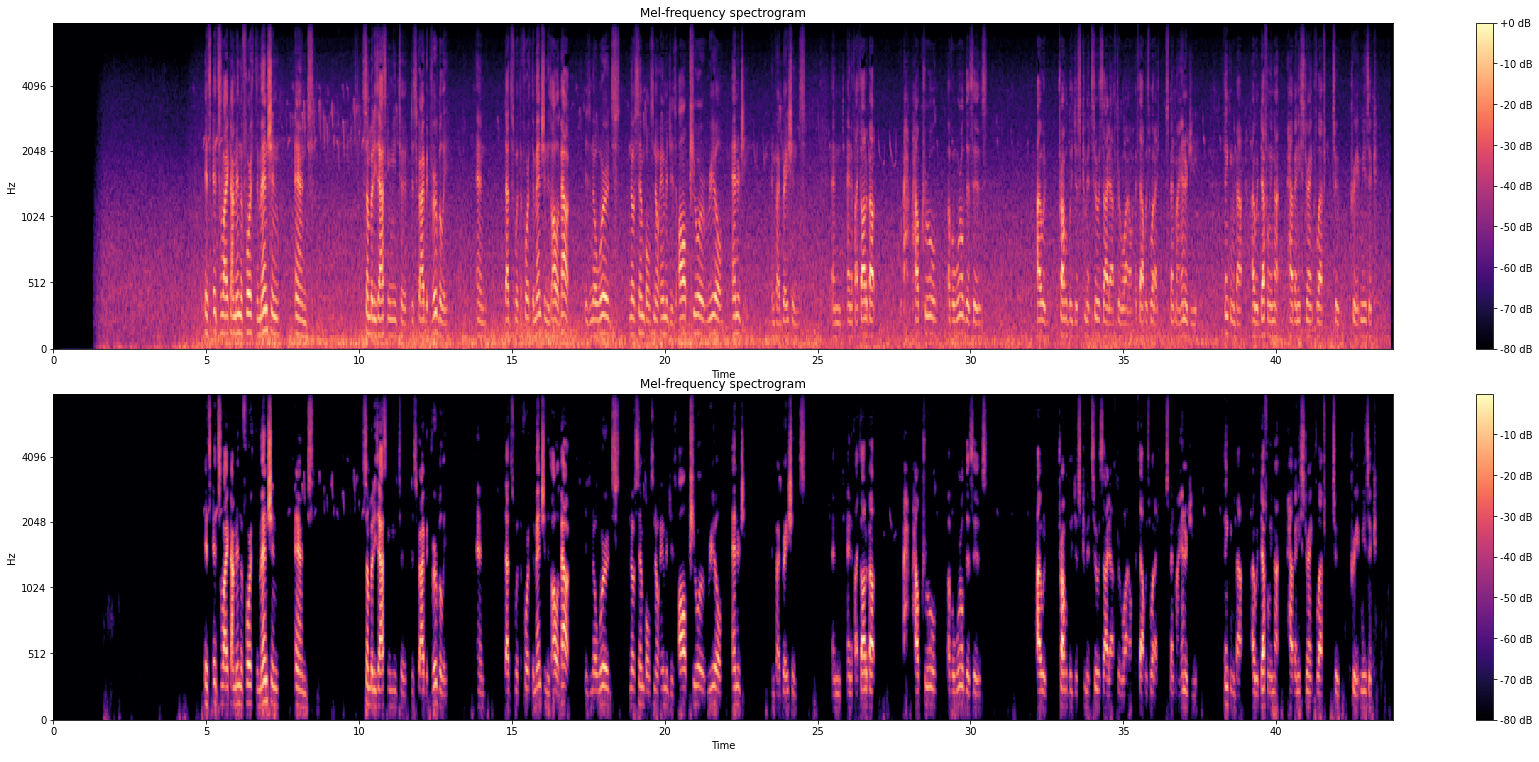 Mel-frequency spectrogram
+0 dB
4096
-10 dB
2048
-20 dB
-30 dB
Hz
1024
-40 dB
-50 dB
512
-60 dB
-70 dB
0
-80 dB
0 5 10 15 20 25 30 35 40
Time
Mel-frequency spectrogram
4096
-10 dB
2048
-20 dB
-30 dB
Hz
1024
-40 dB
-50 dB
512
-60 dB
-70 dB
0
-80 dB
0 5 10 15 20 25 30 35 40
Time